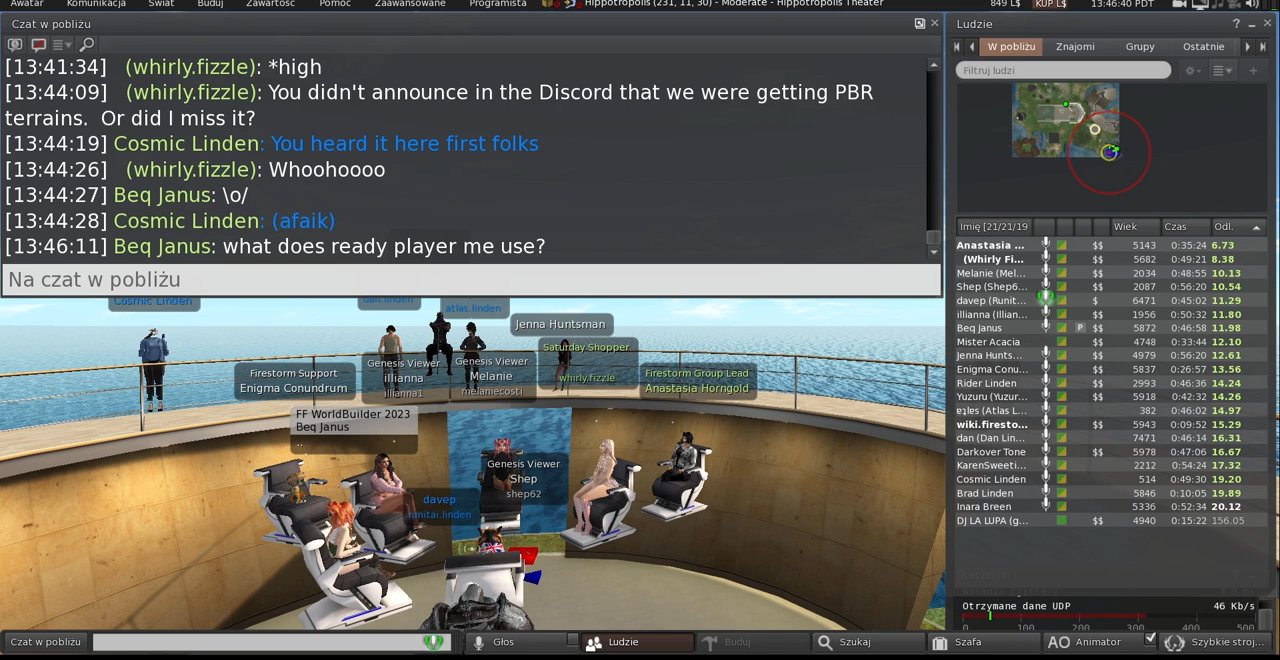 Awatar Komunikacja Świat Buduj Zawartość Pomoc Zaawansowane Programista Hippotropolis (231, 11, 30) - Moderate - Hippotropolis Theater 849 L$ KUP L$ 13:46:40 PDT
Czat w pobliżu
[13:41:34] (whirly.fizzle): *high
[13:44:09] (whirly.fizzle): You didn't announce in the Discord that we were getting PBR
terrains. Or did I miss it?
[13:44:19] Cosmic Linden: You heard it here first folks
[13:44:26] (whirly.fizzle): Whoohoooo
[13:44:27] Beq Janus: \o/
[13:44:28] Cosmic Linden: (afaik)
[13:46:11] Beq Janus: what does ready player me use?
Na czat w pobliżu
Ludzie
W pobliżu Znajomi Grupy Ostatnie
Filtruj ludzi
Imię [21/21/19 Wiek Czas Odl.
Anastasia ... $$ 5143 0:35:24 6.73
(Whirly Fi... $$ 5682 0:49:21 8.38
Melanie (Mel... $$ 2034 0:48:55 10.13
Shep (Shep6... $$ 2087 0:56:20 10.54
davep (Runit... $ 6471 0:45:02 11.29
illianna (Illian... $$ 1956 0:50:32 11.80
Beq Janus P $$ 5872 0:46:58 11.98
Mister Acacia $$ 4748 0:33:44 12.10
Jenna Hunts... $$ 4979 0:56:20 12.61
Enigma Conu... $$ 5837 0:26:57 13.56
Rider Linden $$ 2993 0:46:36 14.24
Yuzuru (Yuzur... $$ 5918 0:42:32 14.26
(Atlas L... 382 0:46:02 14.97
wiki.firesto... $$ 5943 0:09:52 15.29
dan (Dan Lin... 7471 0:46:14 16.31
Darkover Tone $$ 5978 0:47:06 16.67
KarenSweeti... 2212 0:54:24 17.32
Cosmic Linden 514 0:49:30 19.20
Brad Linden 5846 0:10:05 19.89
Inara Breen 5336 0:52:34 20.12
DJ LA LUPA (g... $$ 4940 0:15:22 156.05
Otrzymane dane UDP 46 Kb/s
0 100 200 300 400 500
Cosmic Linden
dan.linden
atlas.linden
Jenna Huntsman
Saturday Shopper
whirly.fizzle
Genesis Viewer
illianna
illianna1
Genesis Viewer
Melanie
melaniecosti
Firestorm Support
Enigma Conundrum
Firestorm Group Lead
Anastasia Horngold
FF WorldBuilder 2023
Beq Janus
Genesis Viewer
Shep
shep62
davep
runitai.linden
Czat w pobliżu Głos Ludzie Buduj Szukaj Szafa AO Animator Szybkie stroj...